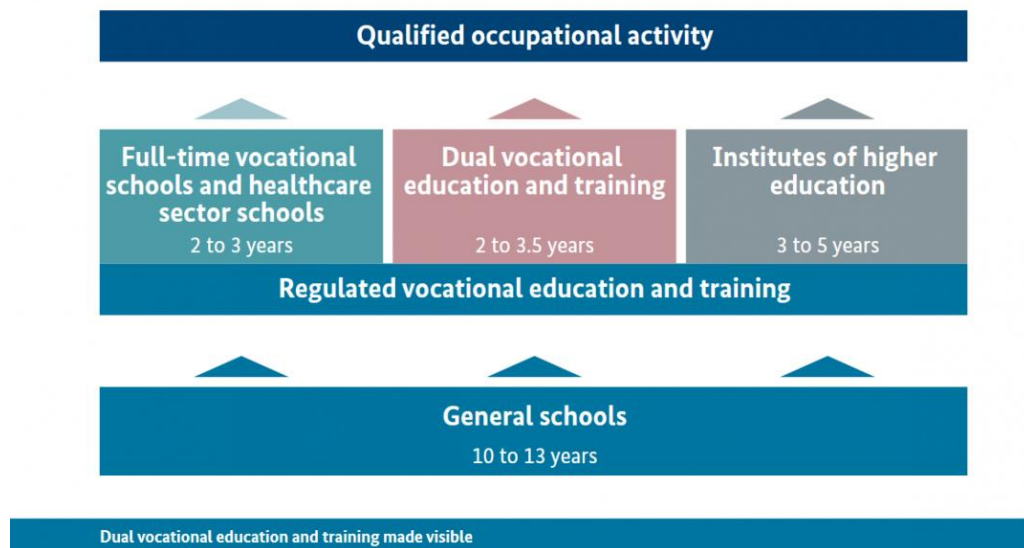 Qualified occupational activity
Full-time vocational
schools and healthcare
sector schools
2 to 3 years
Dual vocational
education and training
2 to 3.5 years
Institutes of higher
education
3 to 5 years
Regulated vocational education and training
General schools
10 to 13 years
Dual vocational education and training made visible